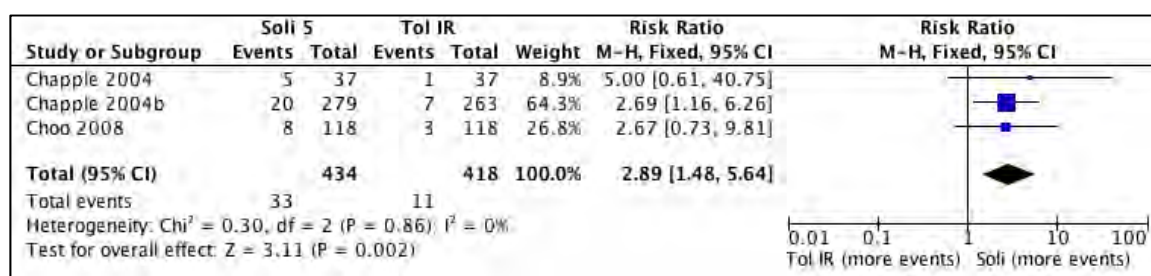 Soli 5 Tol IR Risk Ratio Risk Ratio
Study or Subgroup Events Total Events Total Weight M-H, Fixed, 95% CI M-H, Fixed, 95% CI
Chapple 2004 5 37 1 37 8.9% 5.00 [0.61, 40.75]
Chapple 2004b 20 279 7 263 64.3% 2.69 [1.16, 6.26]
Choo 2008 8 118 3 118 26.8% 2.67 [0.73, 9.81]
Total (95% CI) 434 418 100.0% 2.89 [1.48, 5.64]
Total events 33 11
Heterogeneity: Chi² = 0.30, df = 2 (P = 0.86); I² = 0%
Test for overall effect: Z = 3.11 (P = 0.002)
0.01 0.1 1 10 100
Tol IR (more events) Soli (more events)